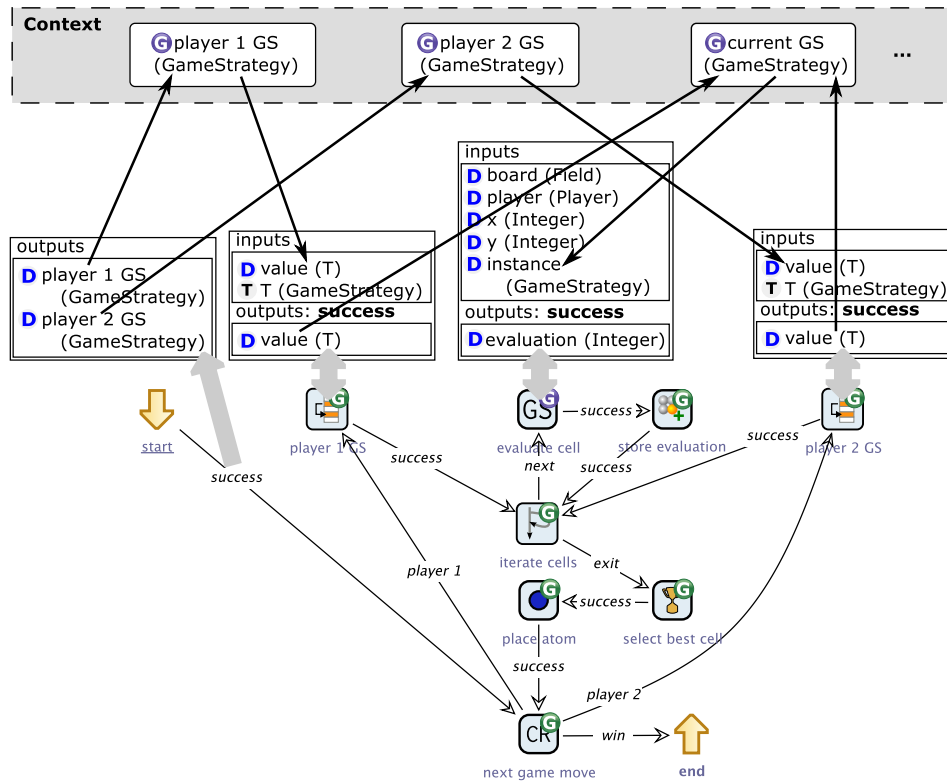 Context
G player 1 GS
(GameStrategy)
G player 2 GS
(GameStrategy)
G current GS
(GameStrategy)
...
outputs
D player 1 GS
(GameStrategy)
D player 2 GS
(GameStrategy)
inputs
D value (T)
T T (GameStrategy)
outputs: success
D value (T)
inputs
D board (Field)
D player (Player)
D x (Integer)
D y (Integer)
D instance
(GameStrategy)
outputs: success
D evaluation (Integer)
inputs
D value (T)
T T (GameStrategy)
outputs: success
D value (T)
start
G
player 1 GS
GS G
evaluate cell
success
G
store evaluation
G
player 2 GS
success
success
success
success
next
G
iterate cells
exit
player 1
G
place atom
success
G
select best cell
success
player 2
CR G
next game move
win
end